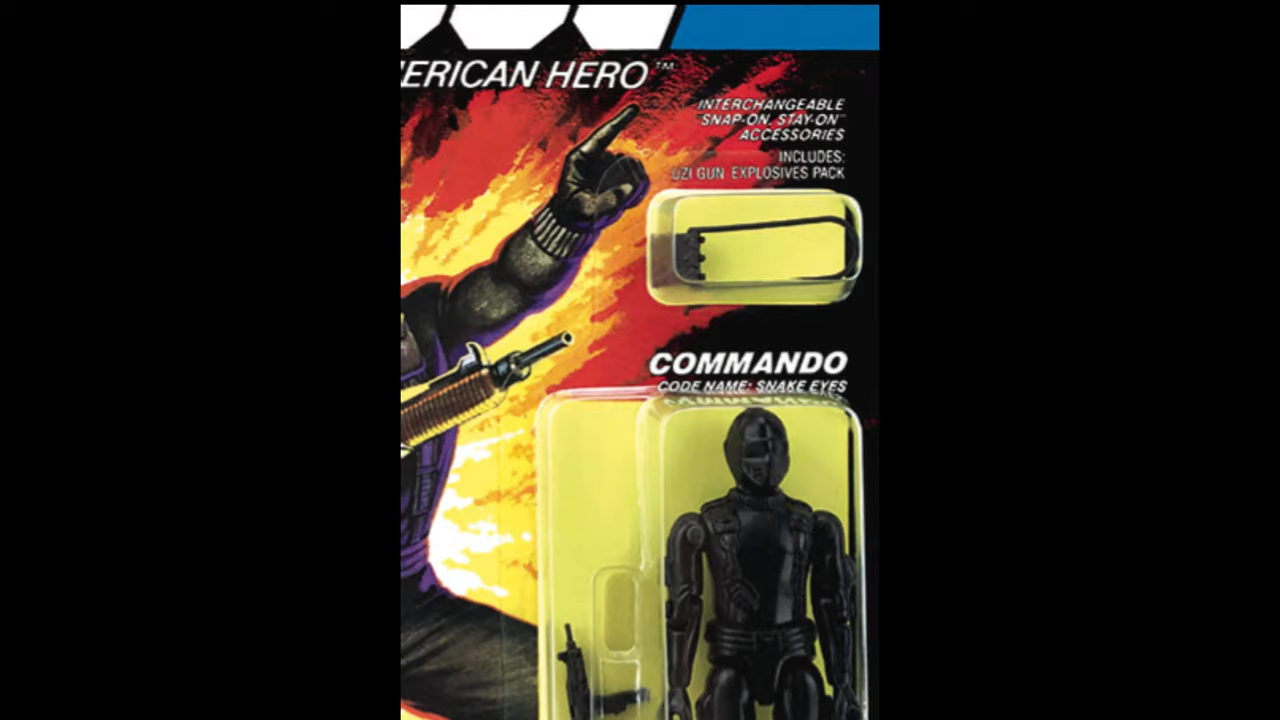 ERICAN HERO™
INTERCHANGEABLE
"SNAP-ON, STAY-ON"
ACCESSORIES
INCLUDES:
UZI GUN EXPLOSIVES PACK
COMMANDO
CODE NAME: SNAKE EYES